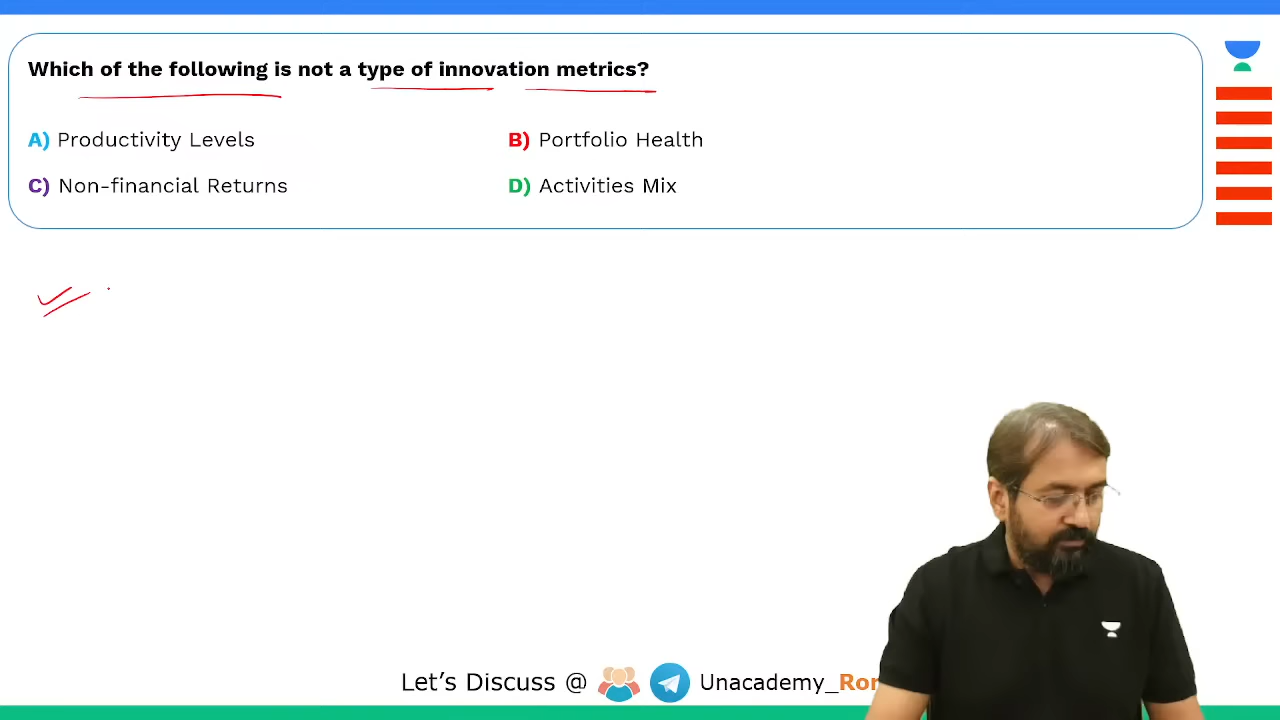 Which of the following is not a type of innovation metrics?
A) Productivity Levels
B) Portfolio Health
C) Non-financial Returns
D) Activities Mix
Let's Discuss @ Unacademy_Ror